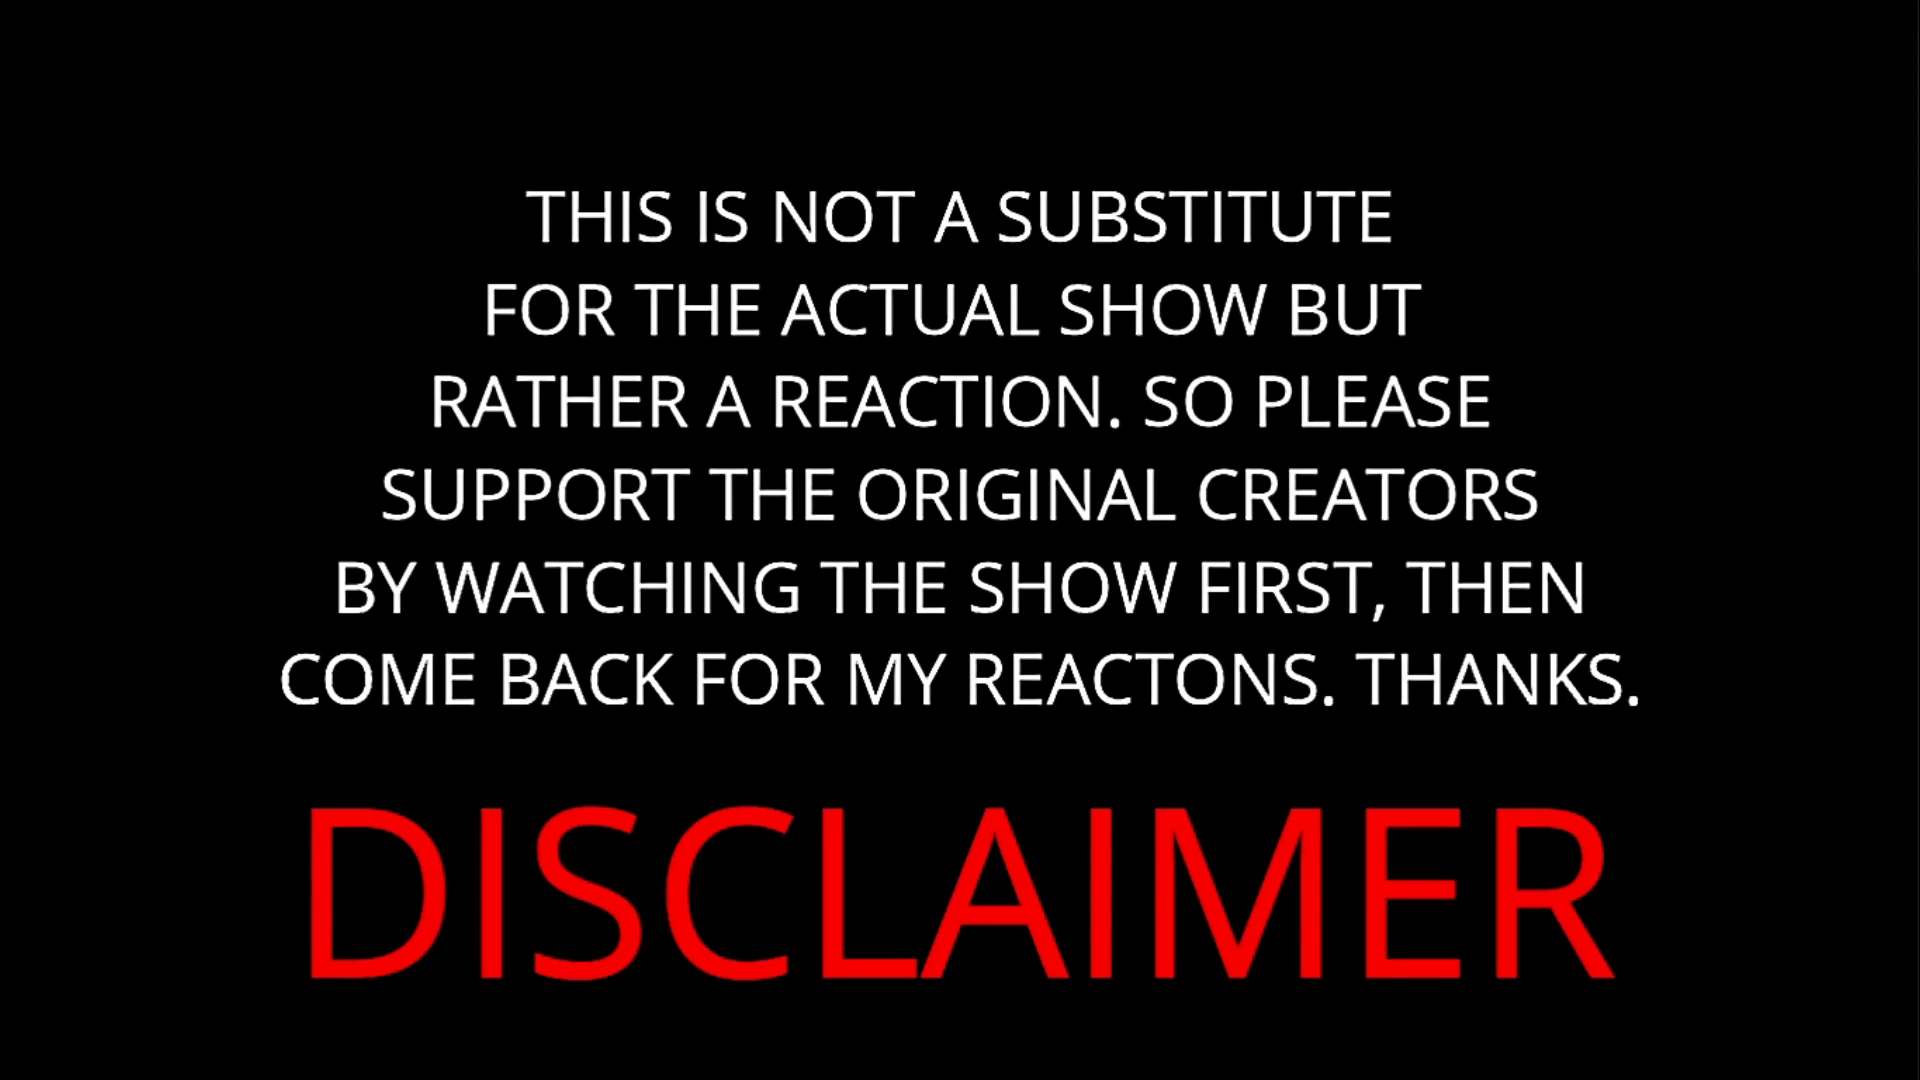 THIS IS NOT A SUBSTITUTE
FOR THE ACTUAL SHOW BUT
RATHER A REACTION. SO PLEASE
SUPPORT THE ORIGINAL CREATORS
BY WATCHING THE SHOW FIRST, THEN
COME BACK FOR MY REACTONS. THANKS.
DISCLAIMER